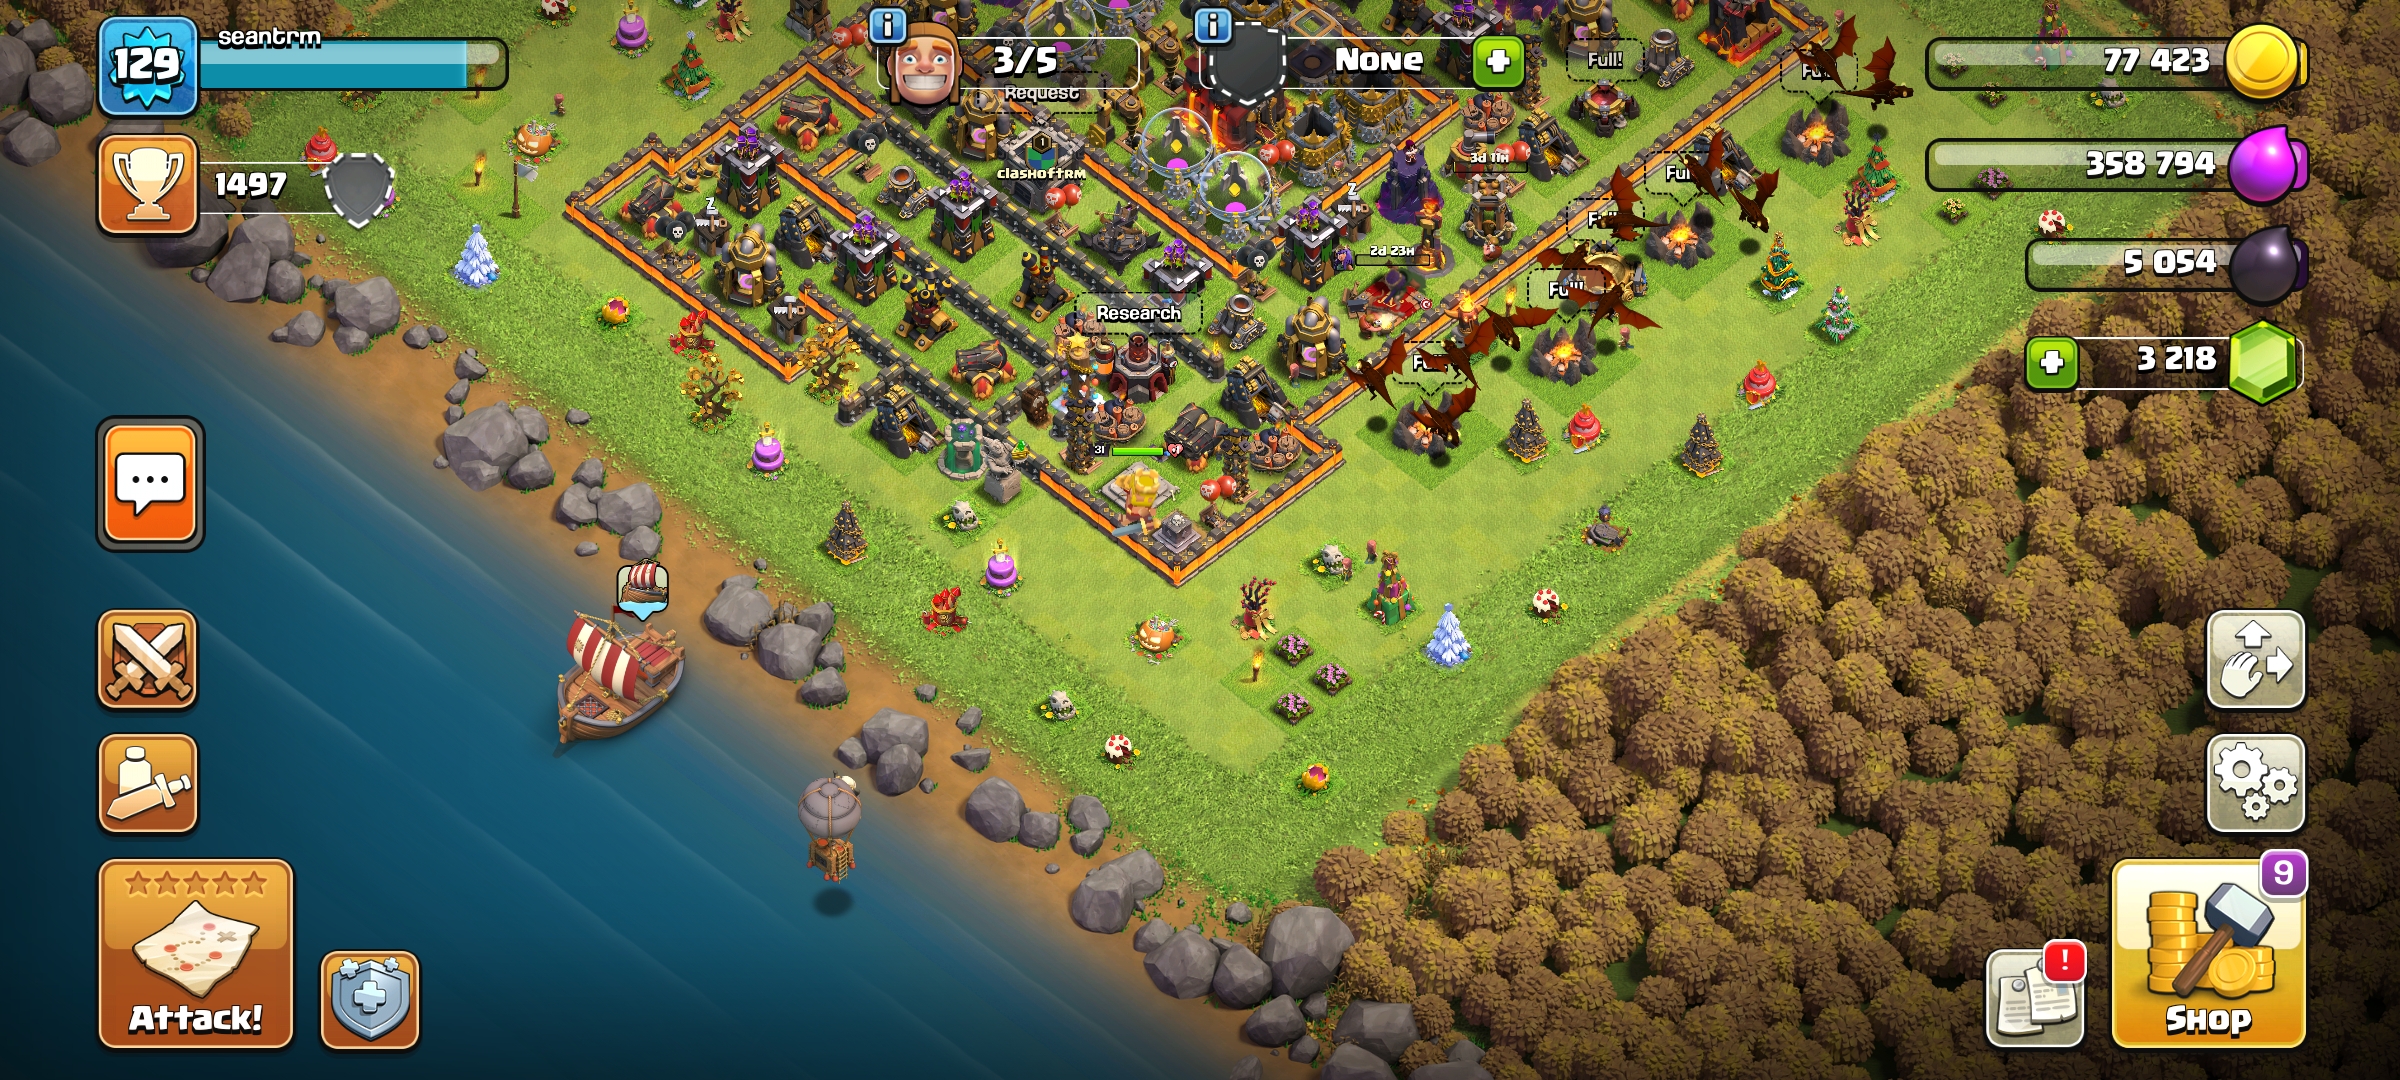 129
seantrm
3/5
Request
None
Full!
77 423
1497
clashoftrm
3d 11H
358 794
Z
Z
2d 23H
5 054
Research
3 218
31
9
Attack!
!
Shop